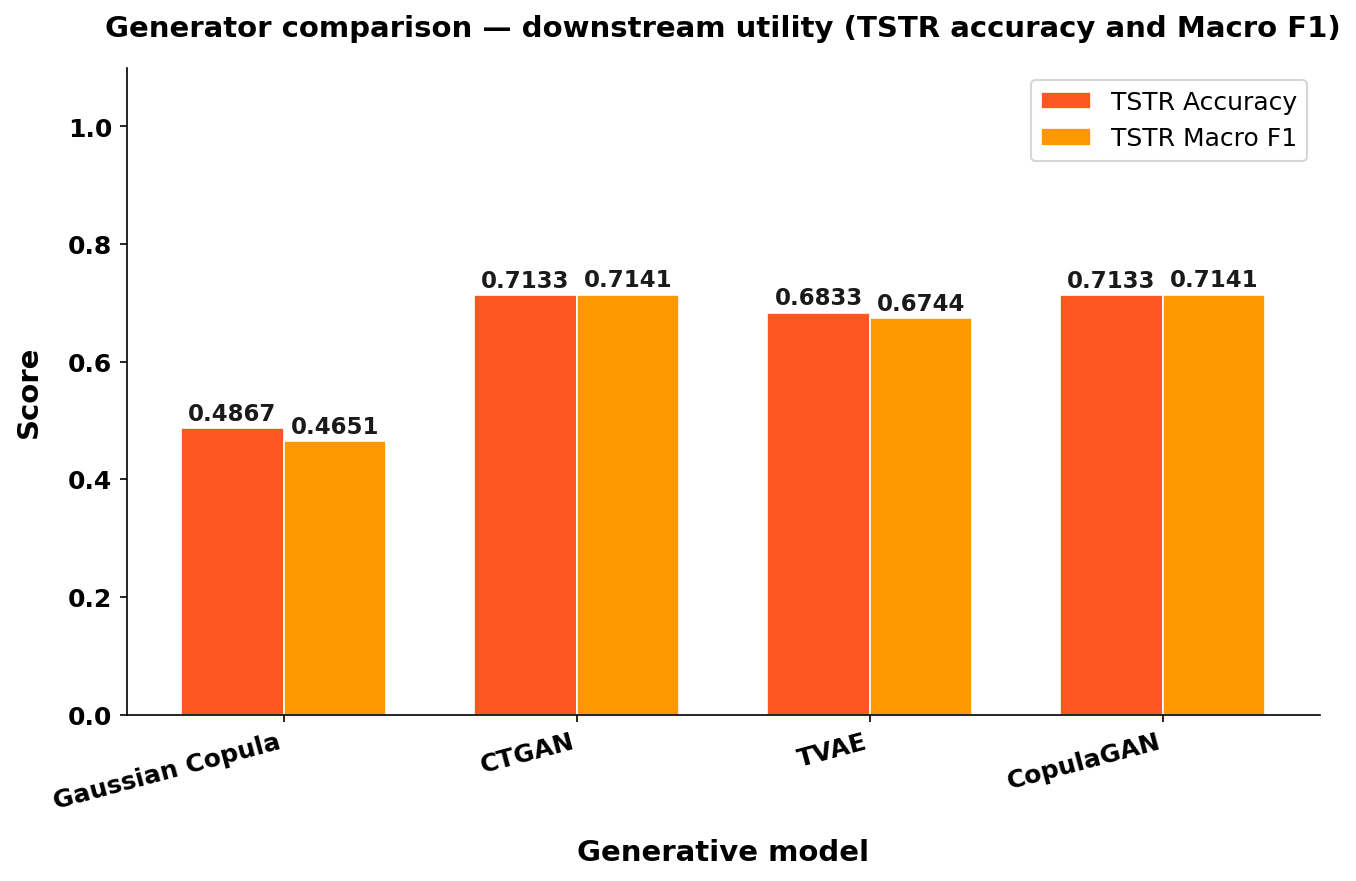 Generator comparison — downstream utility (TSTR accuracy and Macro F1)
TSTR Accuracy
TSTR Macro F1
1.0
0.8
0.6
0.4
0.2
0.0
Score
0.4867
0.4651
0.7133
0.7141
0.6833
0.6744
0.7133
0.7141
Gaussian Copula
CTGAN
TVAE
CopulaGAN
Generative model